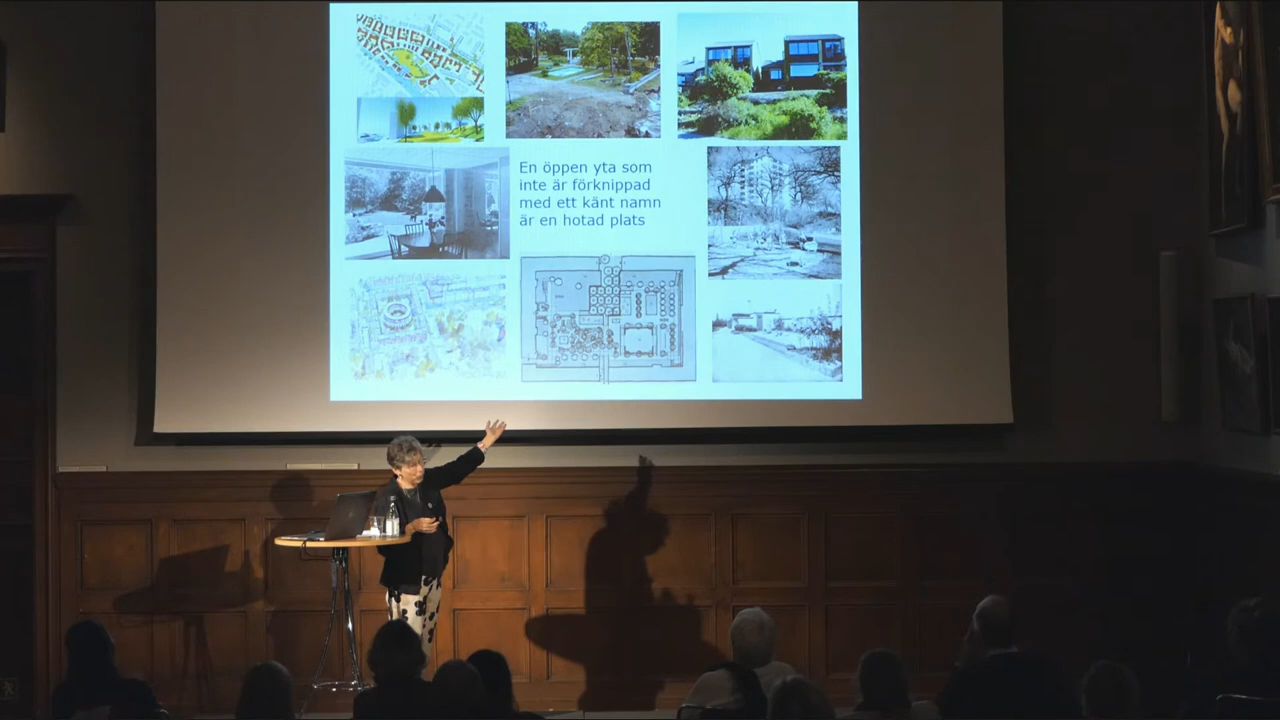 En öppen yta som
inte är förknippad
med ett känt namn
är en hotad plats